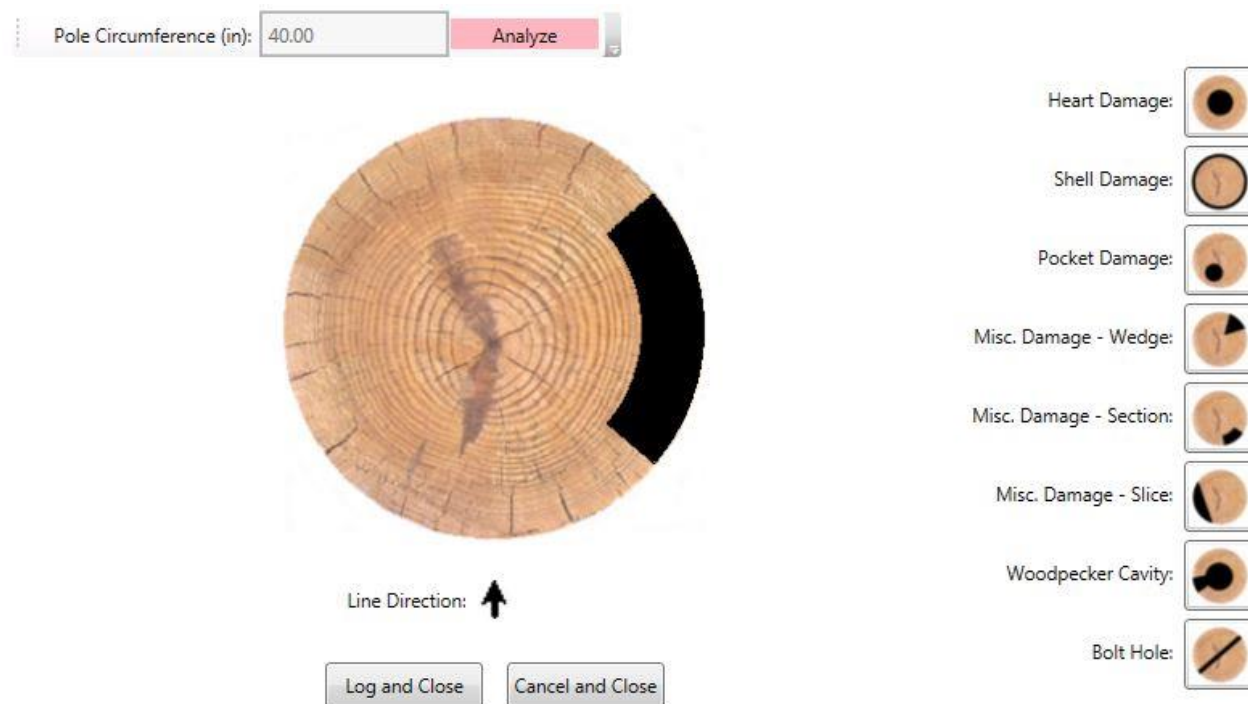 Pole Circumference (in): 40.00 Analyze
Heart Damage:
Shell Damage:
Pocket Damage:
Misc. Damage - Wedge:
Misc. Damage - Section:
Misc. Damage - Slice:
Woodpecker Cavity:
Bolt Hole:
Line Direction:
Log and Close Cancel and Close